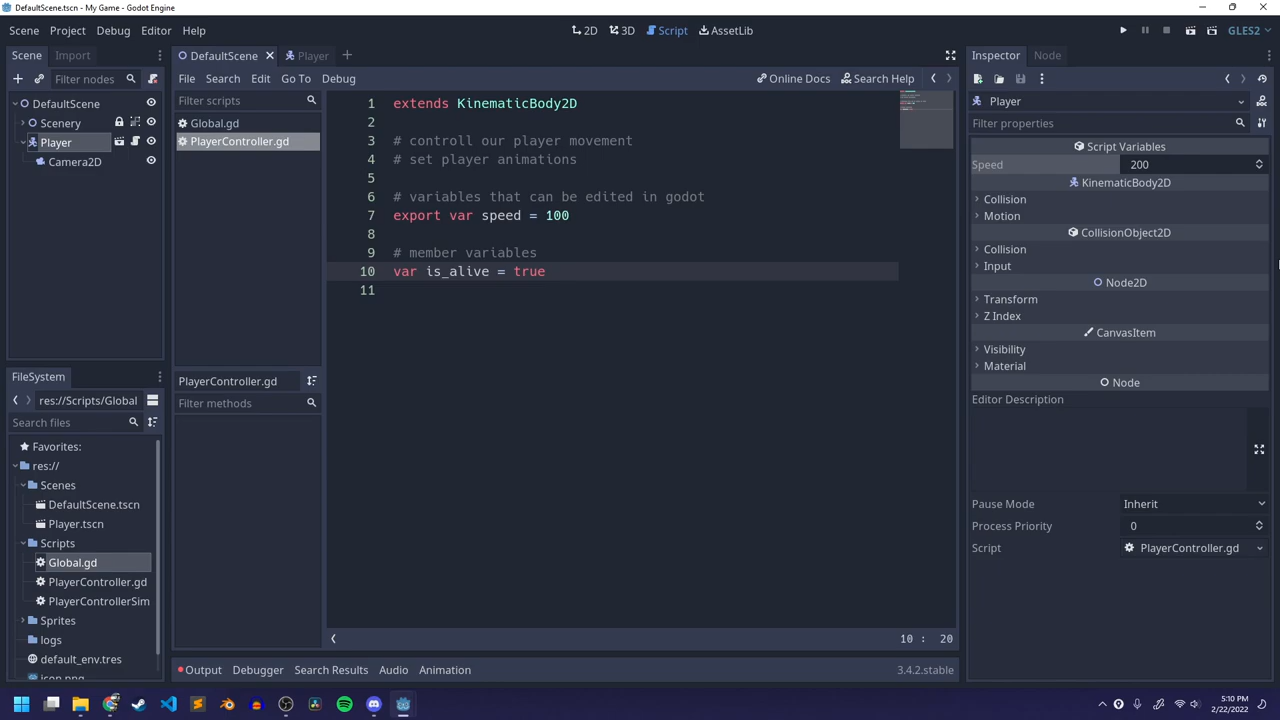 DefaultScene.tscn - My Game - Godot Engine
Scene Project Debug Editor Help
2D 3D Script AssetLib
GLES2
Scene Import
Filter nodes
DefaultScene
Scenery
Player
Camera2D
FileSystem
res://Scripts/Global
Search files
Favorites:
res://
Scenes
DefaultScene.tscn
Player.tscn
Scripts
Global.gd
PlayerController.gd
PlayerControllerSim
Sprites
logs
default_env.tres
icon.png
DefaultScene Player
File Search Edit Go To Debug
Online Docs Search Help
Filter scripts
Global.gd
PlayerController.gd
PlayerController.gd
Filter methods
1 extends KinematicBody2D
2
3 # controll our player movement
4 # set player animations
5
6 # variables that can be edited in godot
7 export var speed = 100
8
9 # member variables
10 var is_alive = true
11
10 : 20
Output Debugger Search Results Audio Animation
3.4.2.stable
Inspector Node
Player
Filter properties
Script Variables
Speed 200
KinematicBody2D
Collision
Motion
CollisionObject2D
Collision
Input
Node2D
Transform
Z Index
CanvasItem
Visibility
Material
Node
Editor Description
Pause Mode Inherit
Process Priority 0
Script PlayerController.gd
5:10 PM
2/22/2022